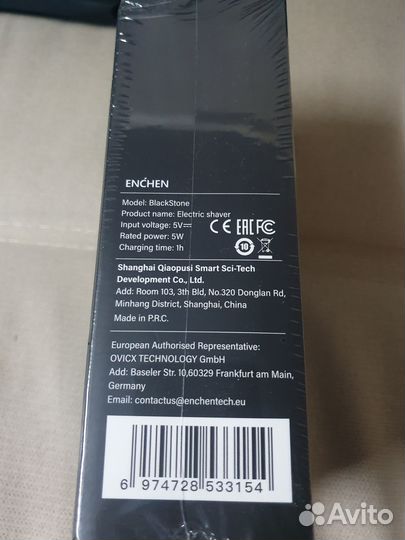 ENCHEN
Model: BlackStone
Product name: Electric shaver
Input voltage: 5V⎓
Rated power: 5W
Charging time: 1h
CE EAC FC
10
Shanghai Qiaopusi Smart Sci-Tech
Development Co., Ltd.
Add: Room 103, 3th Bld, No.320 Donglan Rd,
Minhang District, Shanghai, China
Made in P.R.C.
European Authorised Representative:
OVICX TECHNOLOGY GmbH
Add: Baseler Str. 10,60329 Frankfurt am Main,
Germany
Email: contactus@enchentech.eu
6 974728 533154
Avito